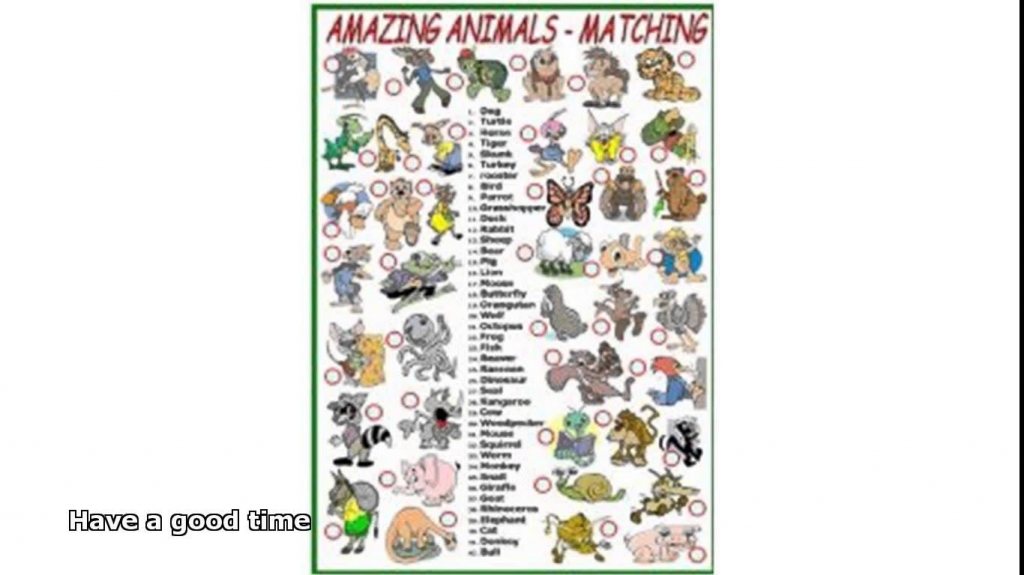 AMAZING ANIMALS - MATCHING
1. Dog
2. Turtle
3. Horse
4. Tiger
5. Skunk
6. Turkey
7. rooster
8. Bird
9. Parrot
10. Grasshopper
11. Duck
12. Rabbit
13. Sheep
14. Bear
15. Pig
16. Lion
17. Moose
18. Butterfly
19. Orangutan
20. Wolf
21. Octopus
22. Frog
23. Fish
24. Beaver
25. Raccoon
26. Dinosaur
27. Seal
28. Kangaroo
29. Cow
30. Woodpecker
31. Mouse
32. Squirrel
33. Worm
34. Monkey
35. Snail
36. Giraffe
37. Goat
38. Rhinoceros
39. Elephant
40. Cat
41. Donkey
42. Bull
Have a good time